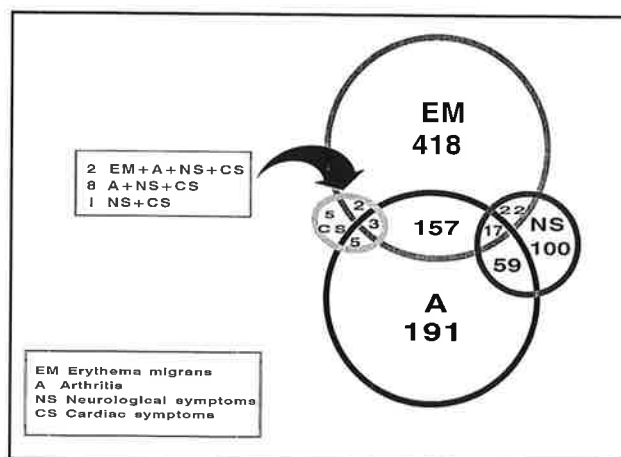 EM
418
2 EM+A+NS+CS
8 A+NS+CS
1 NS+CS
5
2
CS
3
5
157
22
17
NS
100
59
A
191
EM Erythema migrans
A Arthritis
NS Neurological symptoms
CS Cardiac symptoms